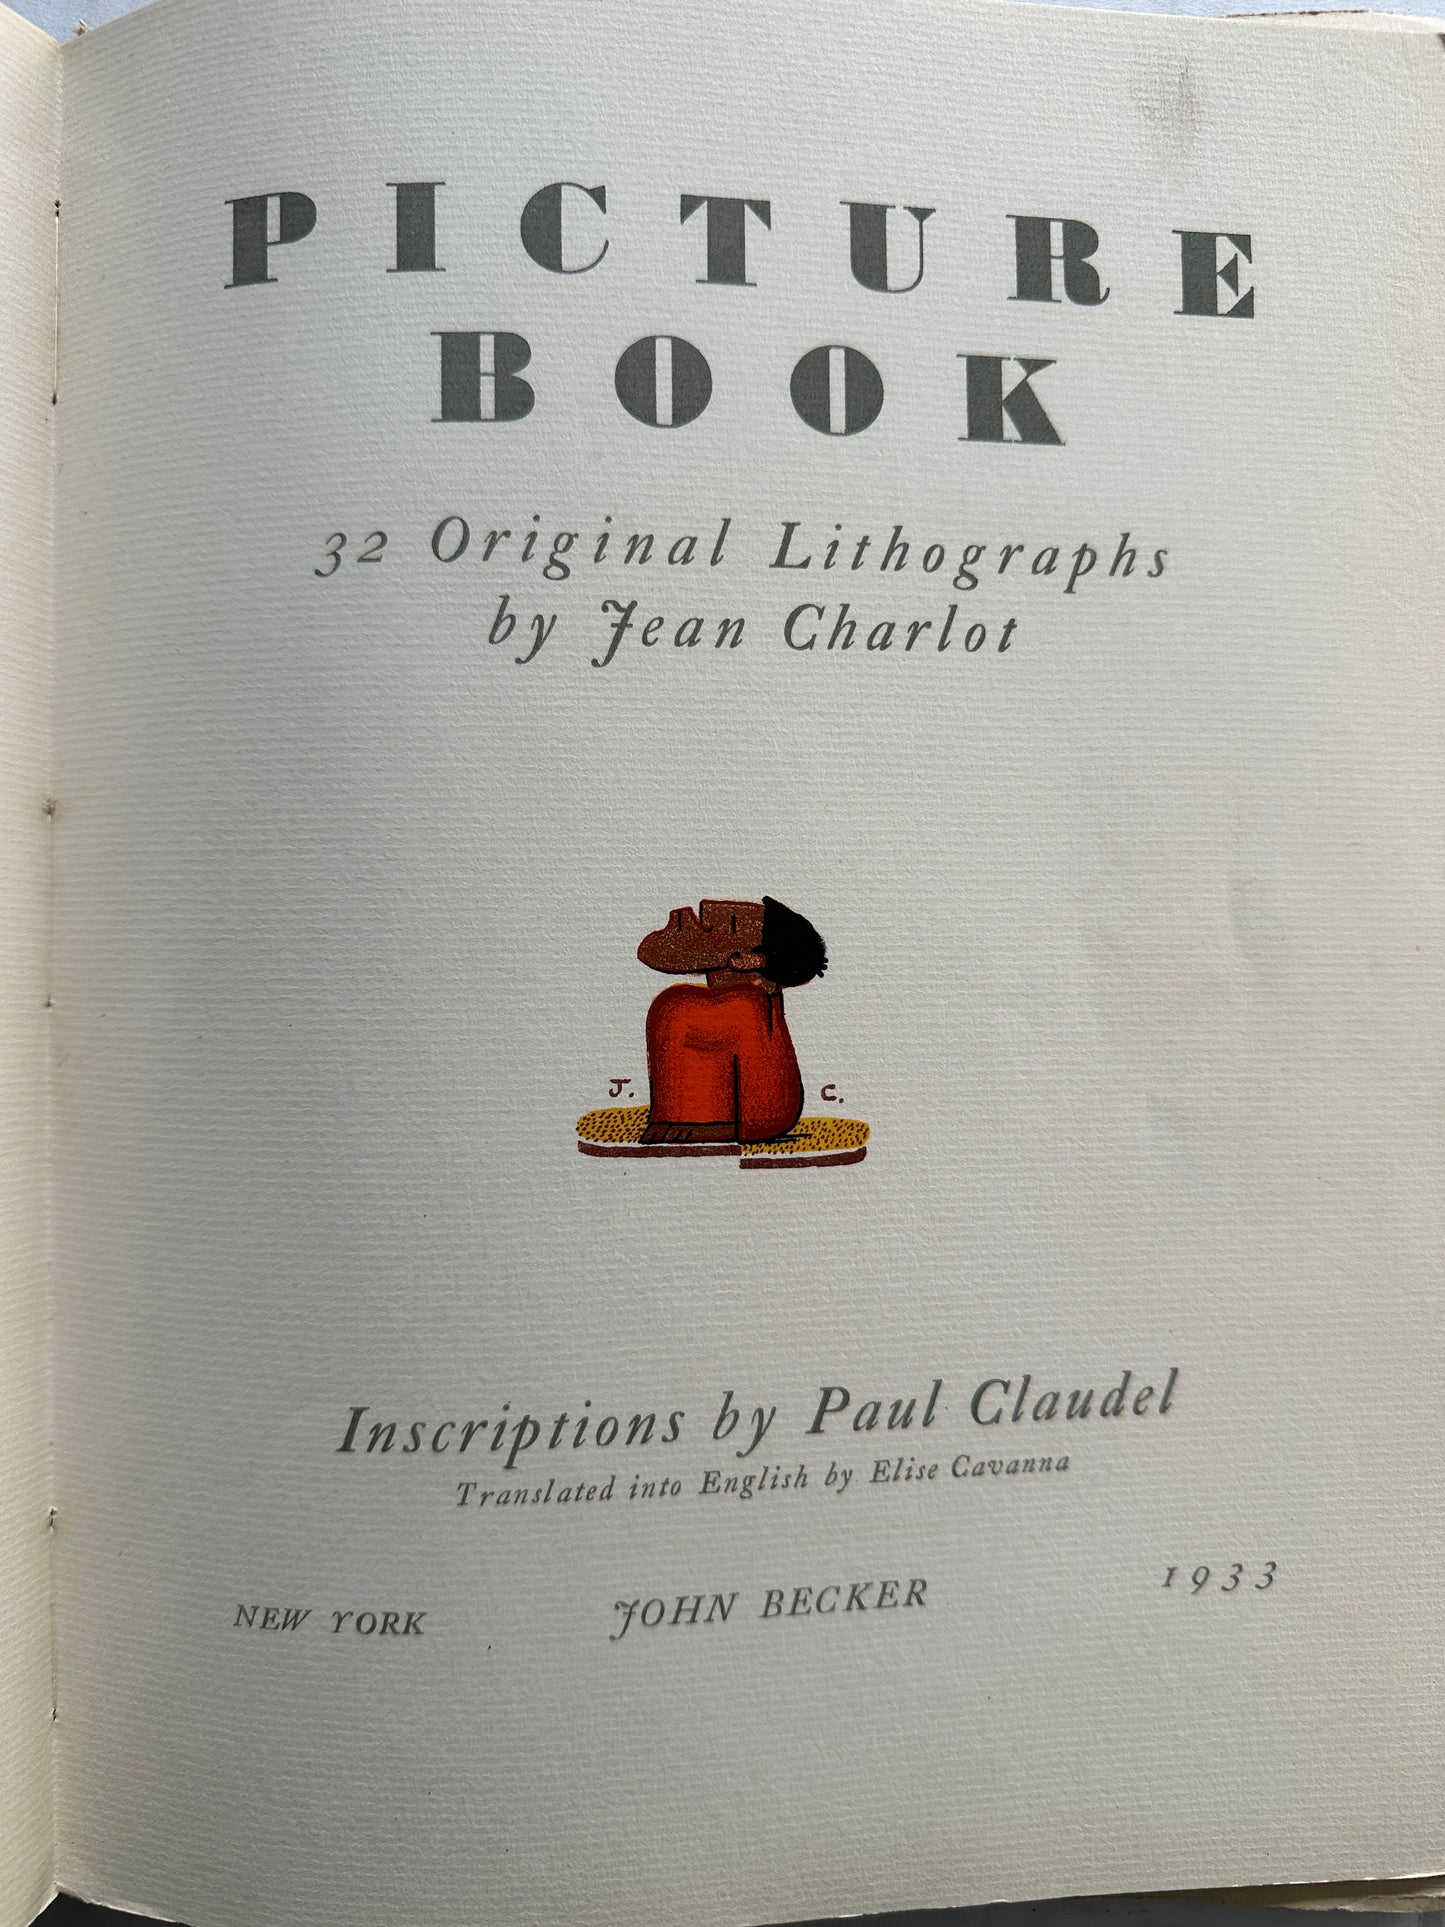 PICTURE
BOOK
32 Original Lithographs
by Jean Charlot
J. C.
Inscriptions by Paul Claudel
Translated into English by Elise Cavanna
NEW YORK JOHN BECKER 1933